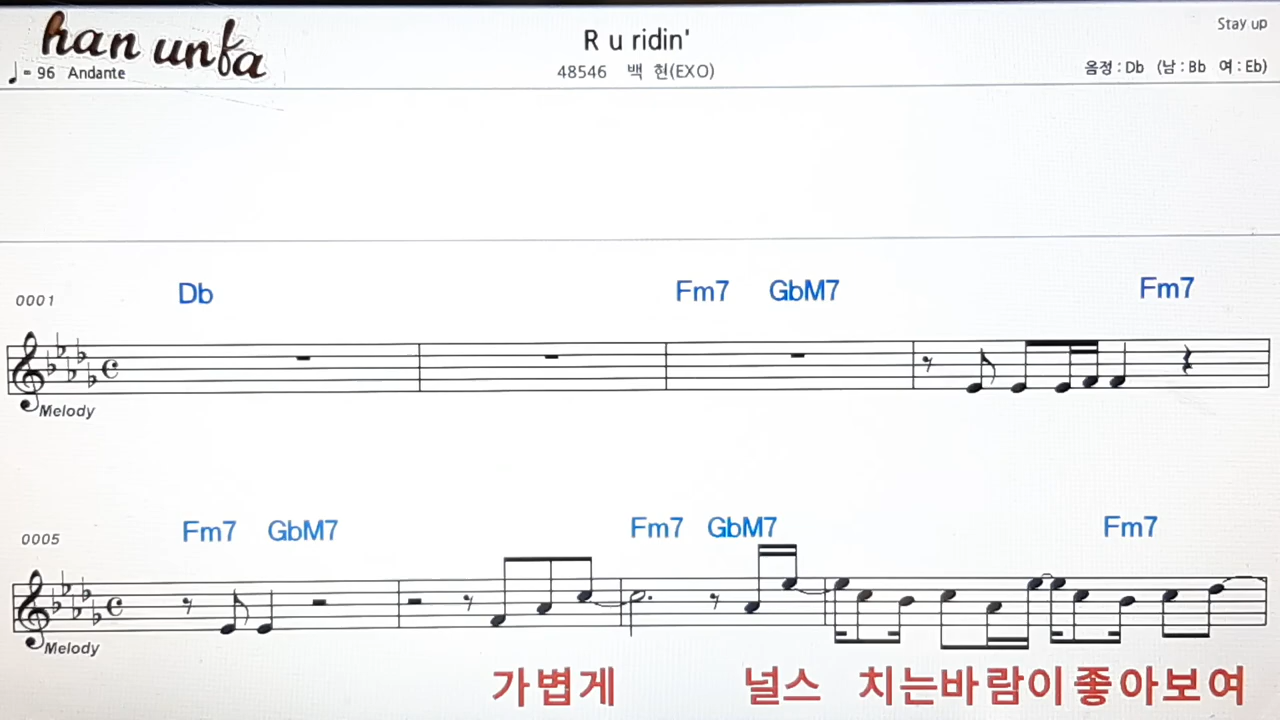 han unfa
R u ridin'
Stay up
♩= 96 Andante
48546 백 현(EXO)
음정 : Db (남 : Bb 여 : Eb)
0001
Db Fm7 GbM7 Fm7
Melody
0005
Fm7 GbM7 Fm7 GbM7 Fm7
Melody
가볍게 널스 치는바람이좋아보여